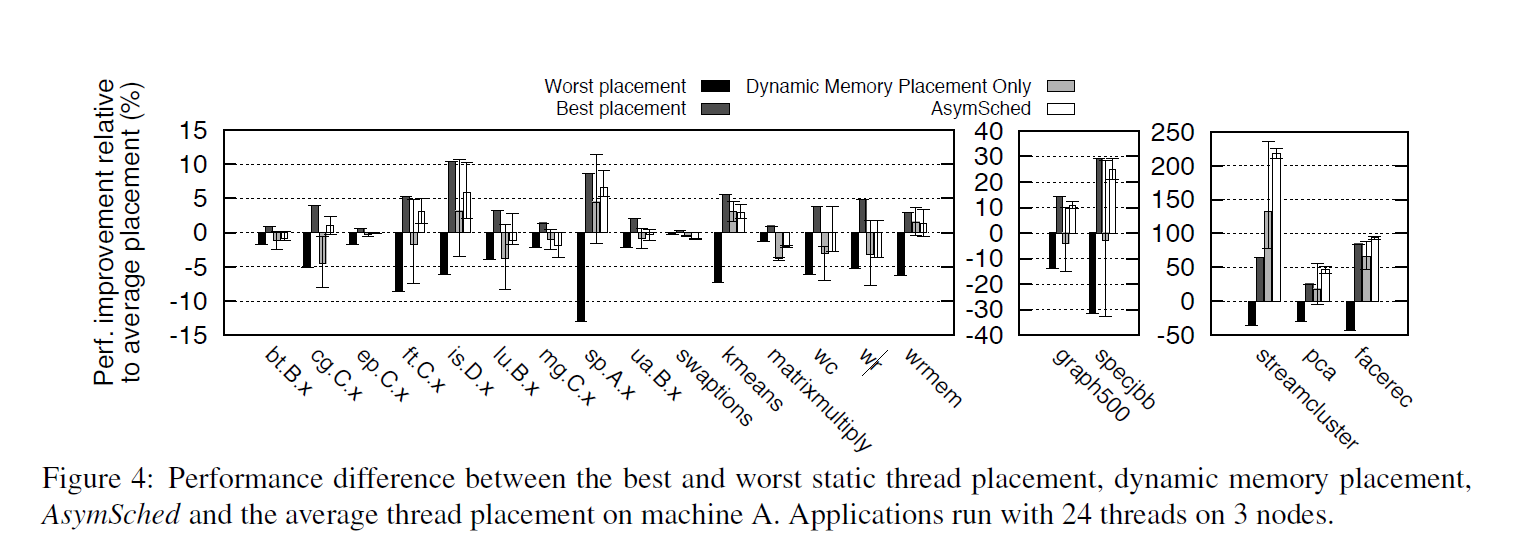 Perf. improvement relative
to average placement (%)
Worst placement
Best placement
Dynamic Memory Placement Only
AsymSched
15
10
5
0
-5
-10
-15
bt.B.x
cg.C.x
ep.C.x
ft.C.x
is.D.x
lu.B.x
mg.C.x
sp.A.x
ua.B.x
swaptions
kmeans
matrixmultiply
wc
wr
wrmem
40
30
20
10
0
-10
-20
-30
-40
graph500
specjbb
250
200
150
100
50
0
-50
streamcluster
pca
facerec
Figure 4: Performance difference between the best and worst static thread placement, dynamic memory placement,
AsymSched and the average thread placement on machine A. Applications run with 24 threads on 3 nodes.